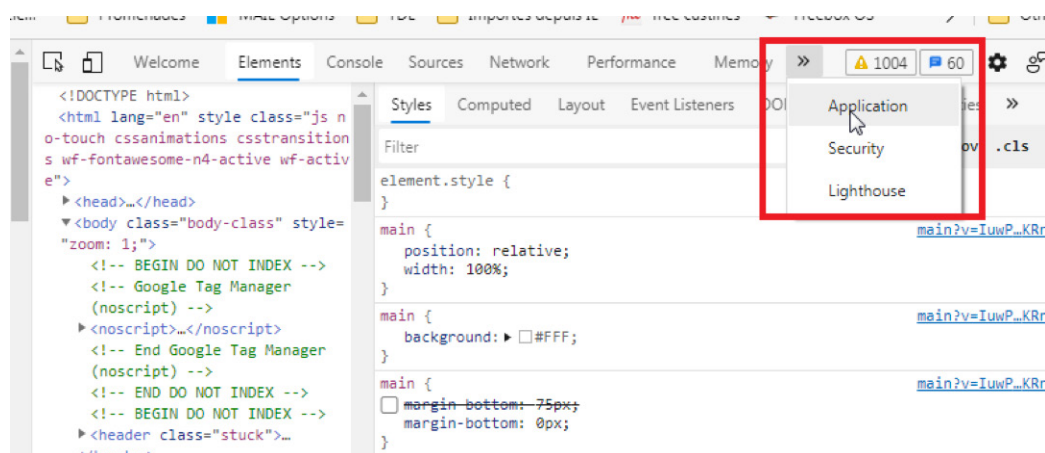 Promenades MAIL Options Importés depuis IE Freebox OS
Welcome Elements Console Sources Network Performance Memory » 1004 60
Application
Security
Lighthouse
<!DOCTYPE html>
<html lang="en" style class="js n
o-touch cssanimations csstransition
s wf-fontawesome-n4-active wf-activ
e">
<head>…</head>
<body class="body-class" style=
"zoom: 1;">
<!-- BEGIN DO NOT INDEX -->
<!-- Google Tag Manager
(noscript) -->
<noscript>…</noscript>
<!-- End Google Tag Manager
(noscript) -->
<!-- END DO NOT INDEX -->
<!-- BEGIN DO NOT INDEX -->
<header class="stuck">…
Styles Computed Layout Event Listeners »
Filter .cls
element.style {
}
main { main?v=IuwP…KRr
position: relative;
width: 100%;
}
main { main?v=IuwP…KRr
background: #FFF;
}
main { main?v=IuwP…KRr
margin-bottom: 75px;
margin-bottom: 0px;
}